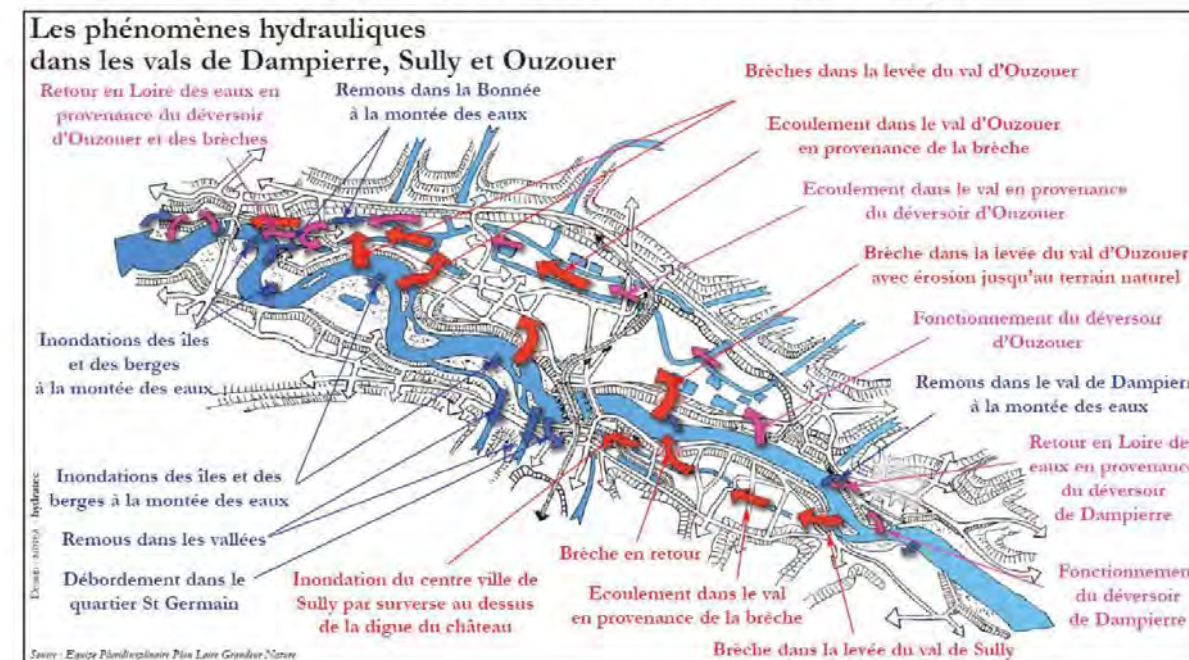 Les phénomènes hydrauliques
dans les vals de Dampierre, Sully et Ouzouer
Retour en Loire des eaux en
provenance du déversoir
d'Ouzouer et des brèches
Remous dans la Bonnée
à la montée des eaux
Brèches dans la levée du val d'Ouzouer
Ecoulement dans le val d'Ouzouer
en provenance de la brèche
Ecoulement dans le val en provenance
du déversoir d'Ouzouer
Brèche dans la levée du val d'Ouzouer
avec érosion jusqu'au terrain naturel
Fonctionnement du déversoir
d'Ouzouer
Remous dans le val de Dampierr
à la montée des eaux
Retour en Loire de
eaux en provenance
du déversoir
de Dampierre
Fonctionnement
du déversoir
de Dampierre
Inondations des îles
et des berges
à la montée des eaux
Inondations des îles et des
berges à la montée des eaux
Remous dans les vallées
Débordement dans le
quartier St Germain
Inondation du centre ville de
Sully par surverse au dessus
de la digue du château
Brèche en retour
Ecoulement dans le val
en provenance de la brèche
Brèche dans la levée du val de Sully
hydratec
Source : Equipe Pluridisciplinaire Plan Loire Grandeur Nature